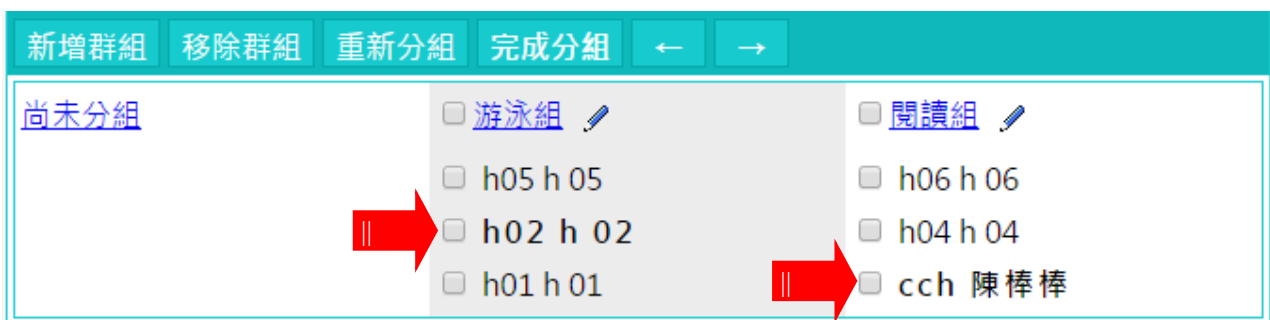 新增群組 移除群組 重新分組 完成分組 ← →
尚未分組 游泳組 閱讀組
h05 h 05 h06 h 06
h02 h 02 h04 h 04
h01 h 01 cch 陳棒棒